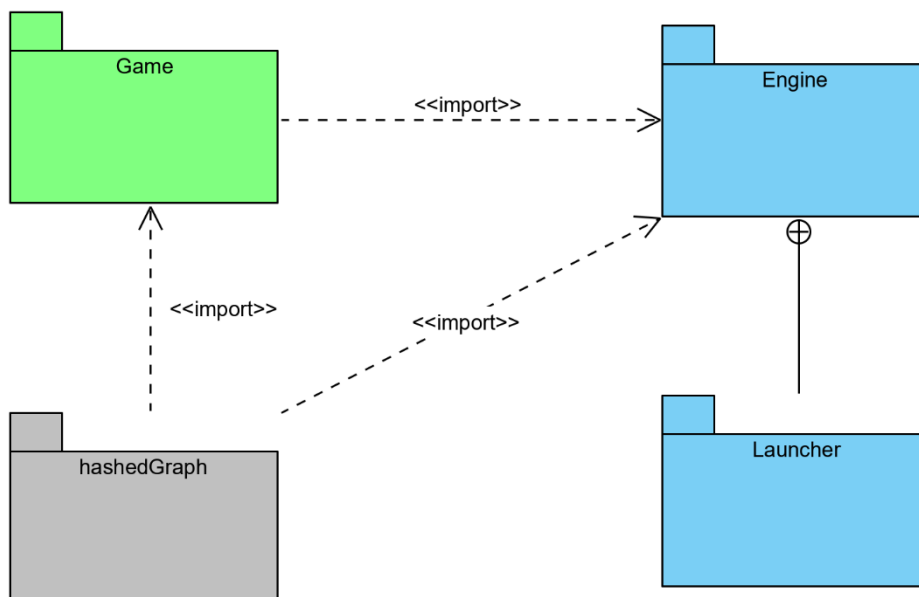 Game
Engine
<<import>>
<<import>>
<<import>>
hashedGraph
Launcher